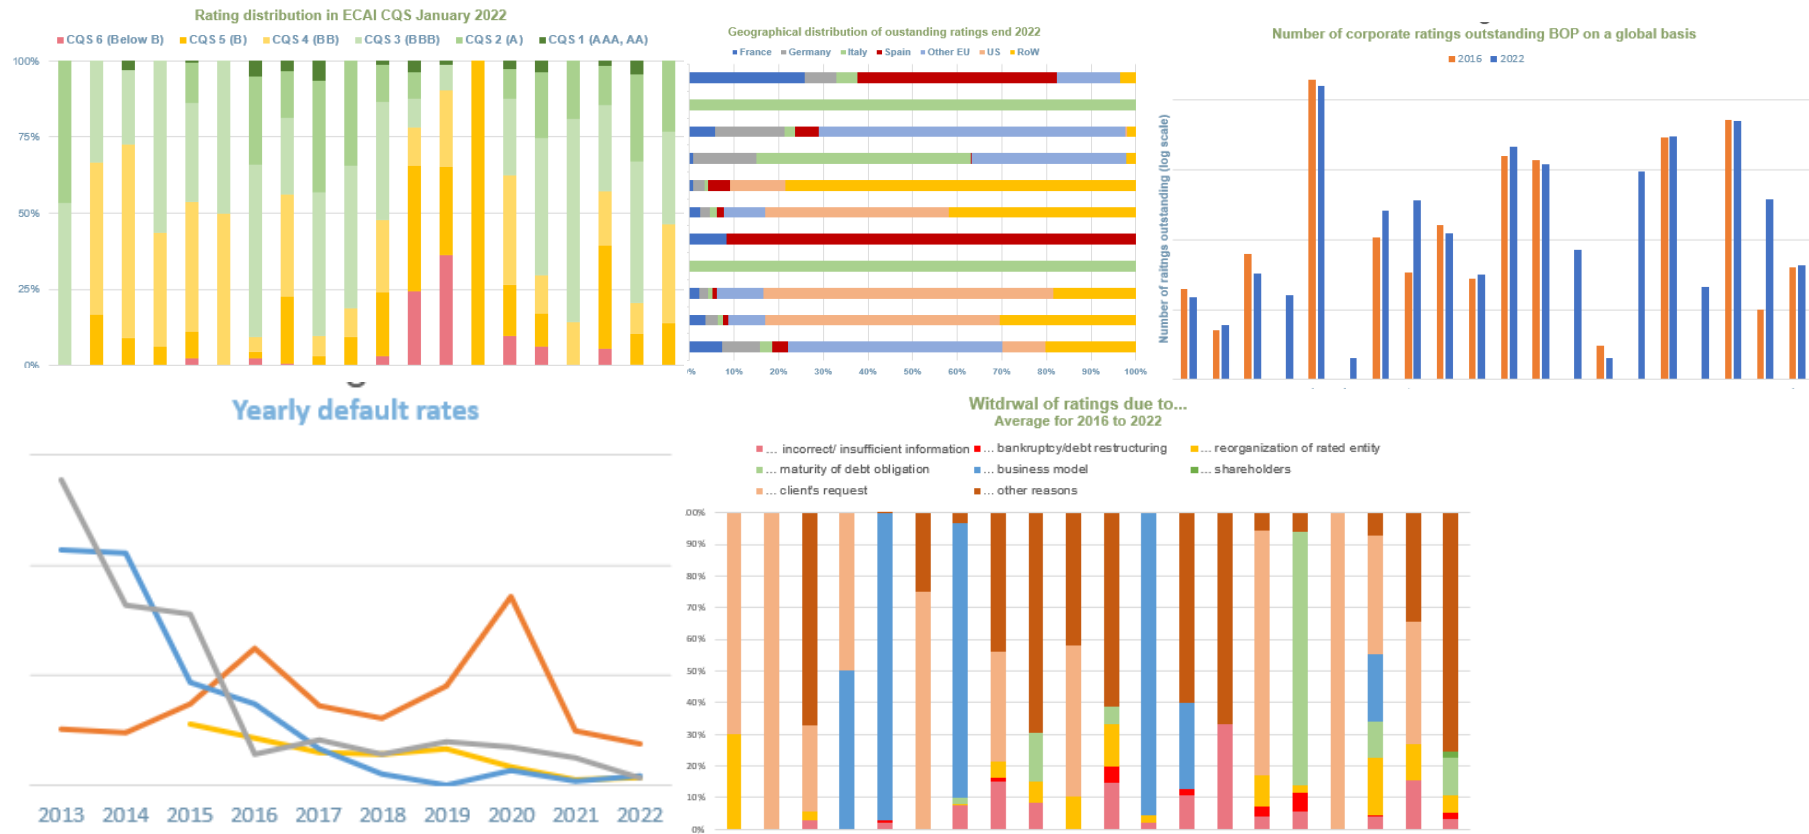 Rating distribution in ECAI CQS January 2022
CQS 6 (Below B) CQS 5 (B) CQS 4 (BB) CQS 3 (BBB) CQS 2 (A) CQS 1 (AAA, AA)
100%
75%
50%
25%
0%
Geographical distribution of oustanding ratings end 2022
France Germany Italy Spain Other EU US RoW
% 10% 20% 30% 40% 50% 60% 70% 80% 90% 100%
Number of corporate ratings outstanding BOP on a global basis
2016 2022
Number of raitngs outstanding (log scale)
Yearly default rates
2013 2014 2015 2016 2017 2018 2019 2020 2021 2022
Witdrwal of ratings due to...
Average for 2016 to 2022
... incorrect/ insufficient information ... bankruptcy/debt restructuring ... reorganization of rated entity
... maturity of debt obligation ... business model ... shareholders
... client's request ... other reasons
00%
90%
80%
70%
60%
50%
40%
30%
20%
10%
0%